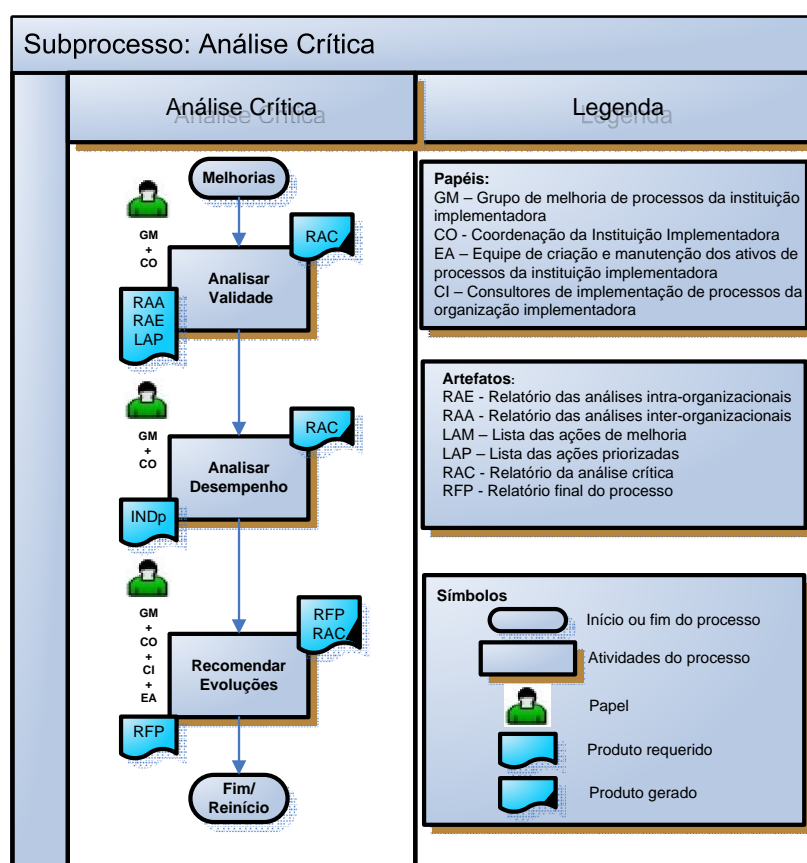 Subprocesso: Análise Crítica
Análise Crítica
Melhorias
GM
+
CO
RAC
Analisar
Validade
RAA
RAE
LAP
GM
+
CO
RAC
Analisar
Desempenho
INDp
GM
+
CO
+
CI
+
EA
RFP
RAC
Recomendar
Evoluções
RFP
Fim/
Reinício
Legenda
Papéis:
GM – Grupo de melhoria de processos da instituição
implementadora
CO - Coordenação da Instituição Implementadora
EA – Equipe de criação e manutenção dos ativos de
processos da instituição implementadora
CI – Consultores de implementação de processos da
organização implementadora
Artefatos:
RAE - Relatório das análises intra-organizacionais
RAA - Relatório das análises inter-organizacionais
LAM – Lista das ações de melhoria
LAP – Lista das ações priorizadas
RAC - Relatório da análise crítica
RFP - Relatório final do processo
Símbolos
Início ou fim do processo
Atividades do processo
Papel
Produto requerido
Produto gerado